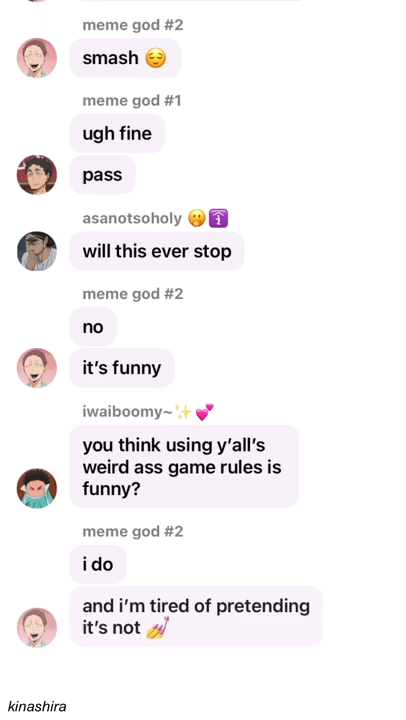 meme god #2
smash 😌
meme god #1
ugh fine
pass
asanotsoholy 🤭🛐
will this ever stop
meme god #2
no
it’s funny
iwaiboomy~✨💕
you think using y’all’s
weird ass game rules is
funny?
meme god #2
i do
and i’m tired of pretending
it’s not 💅
kinashira